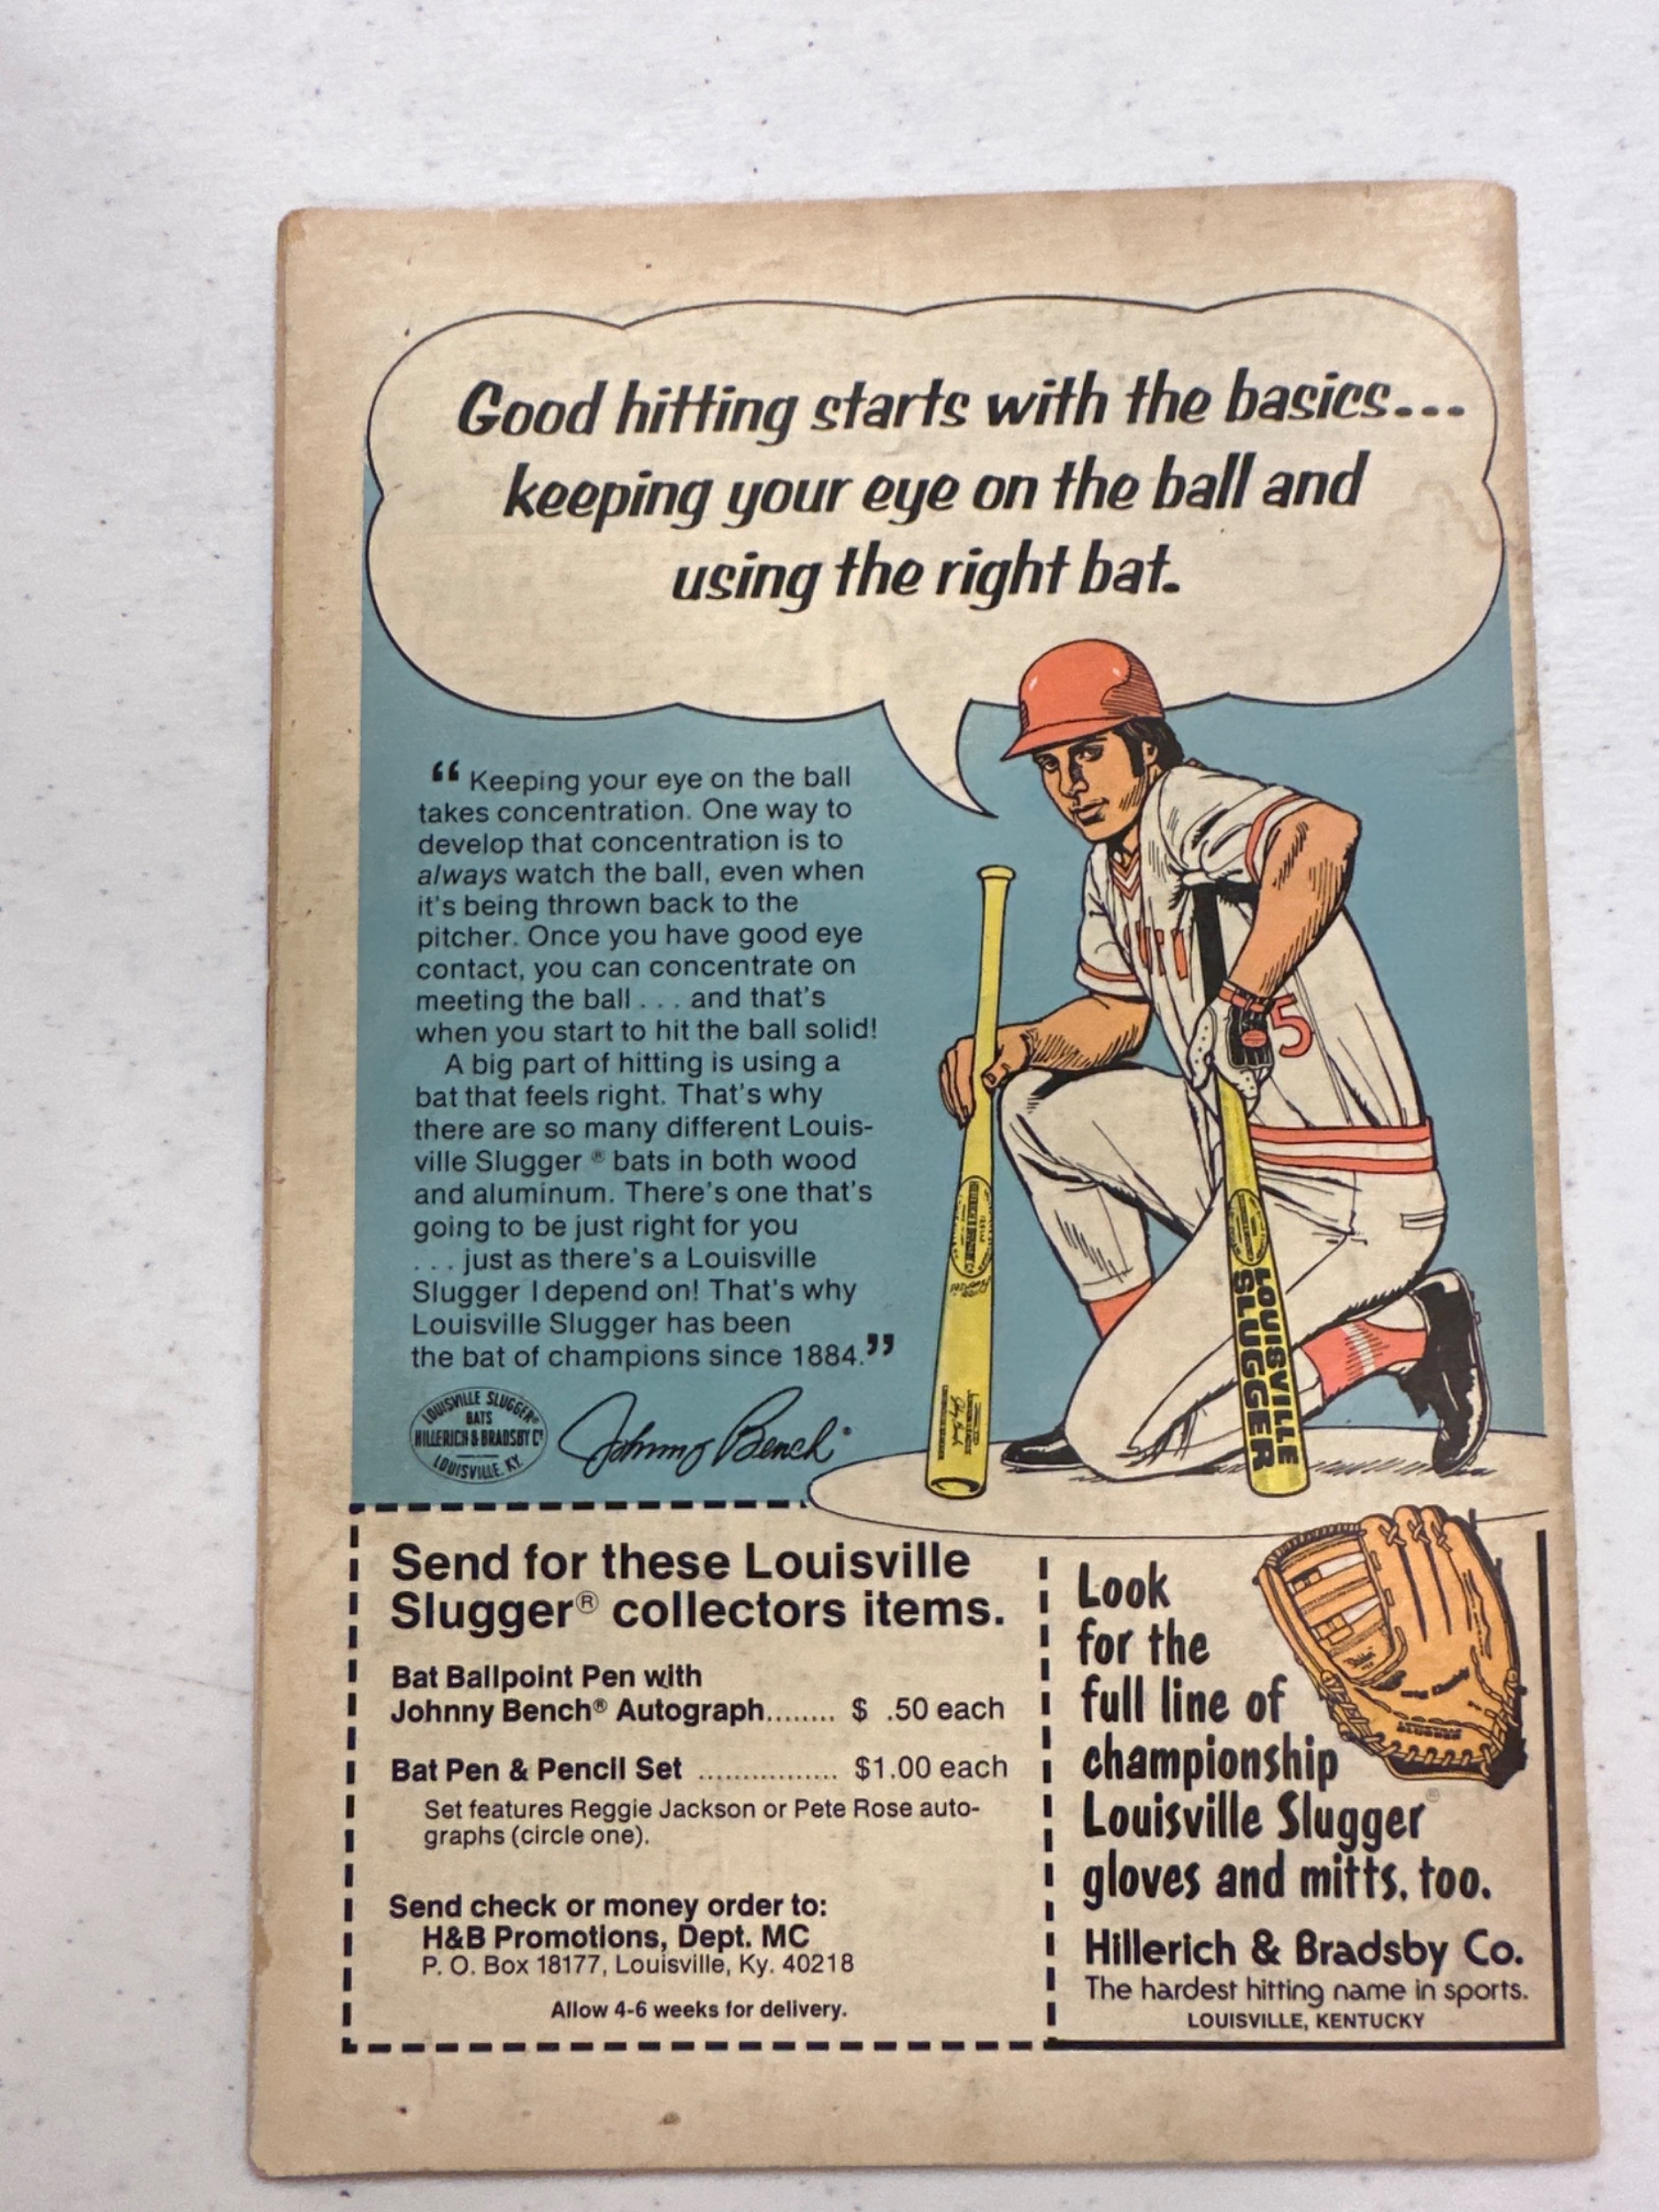 Good hitting starts with the basics...
keeping your eye on the ball and
using the right bat.
“ Keeping your eye on the ball
takes concentration. One way to
develop that concentration is to
always watch the ball, even when
it's being thrown back to the
pitcher. Once you have good eye
contact, you can concentrate on
meeting the ball . . . and that's
when you start to hit the ball solid!
A big part of hitting is using a
bat that feels right. That's why
there are so many different Louis-
ville Slugger ® bats in both wood
and aluminum. There's one that's
going to be just right for you
. . . just as there's a Louisville
Slugger I depend on! That's why
Louisville Slugger has been
the bat of champions since 1884.”
LOUISVILLE SLUGGER®
BATS
HILLERICH & BRADSBY Cº
LOUISVILLE. KY.
Johnny Bench®
5
LOUISVILLE
SLUGGER
Send for these Louisville
Slugger® collectors items.
Bat Ballpoint Pen with
Johnny Bench® Autograph........ $ .50 each
Bat Pen & Pencil Set ................ $1.00 each
Set features Reggie Jackson or Pete Rose auto-
graphs (circle one).
Send check or money order to:
H&B Promotions, Dept. MC
P. O. Box 18177, Louisville, Ky. 40218
Allow 4-6 weeks for delivery.
Look
for the
full line of
championship
Louisville Slugger®
gloves and mitts, too.
Hillerich & Bradsby Co.
The hardest hitting name in sports.
LOUISVILLE, KENTUCKY